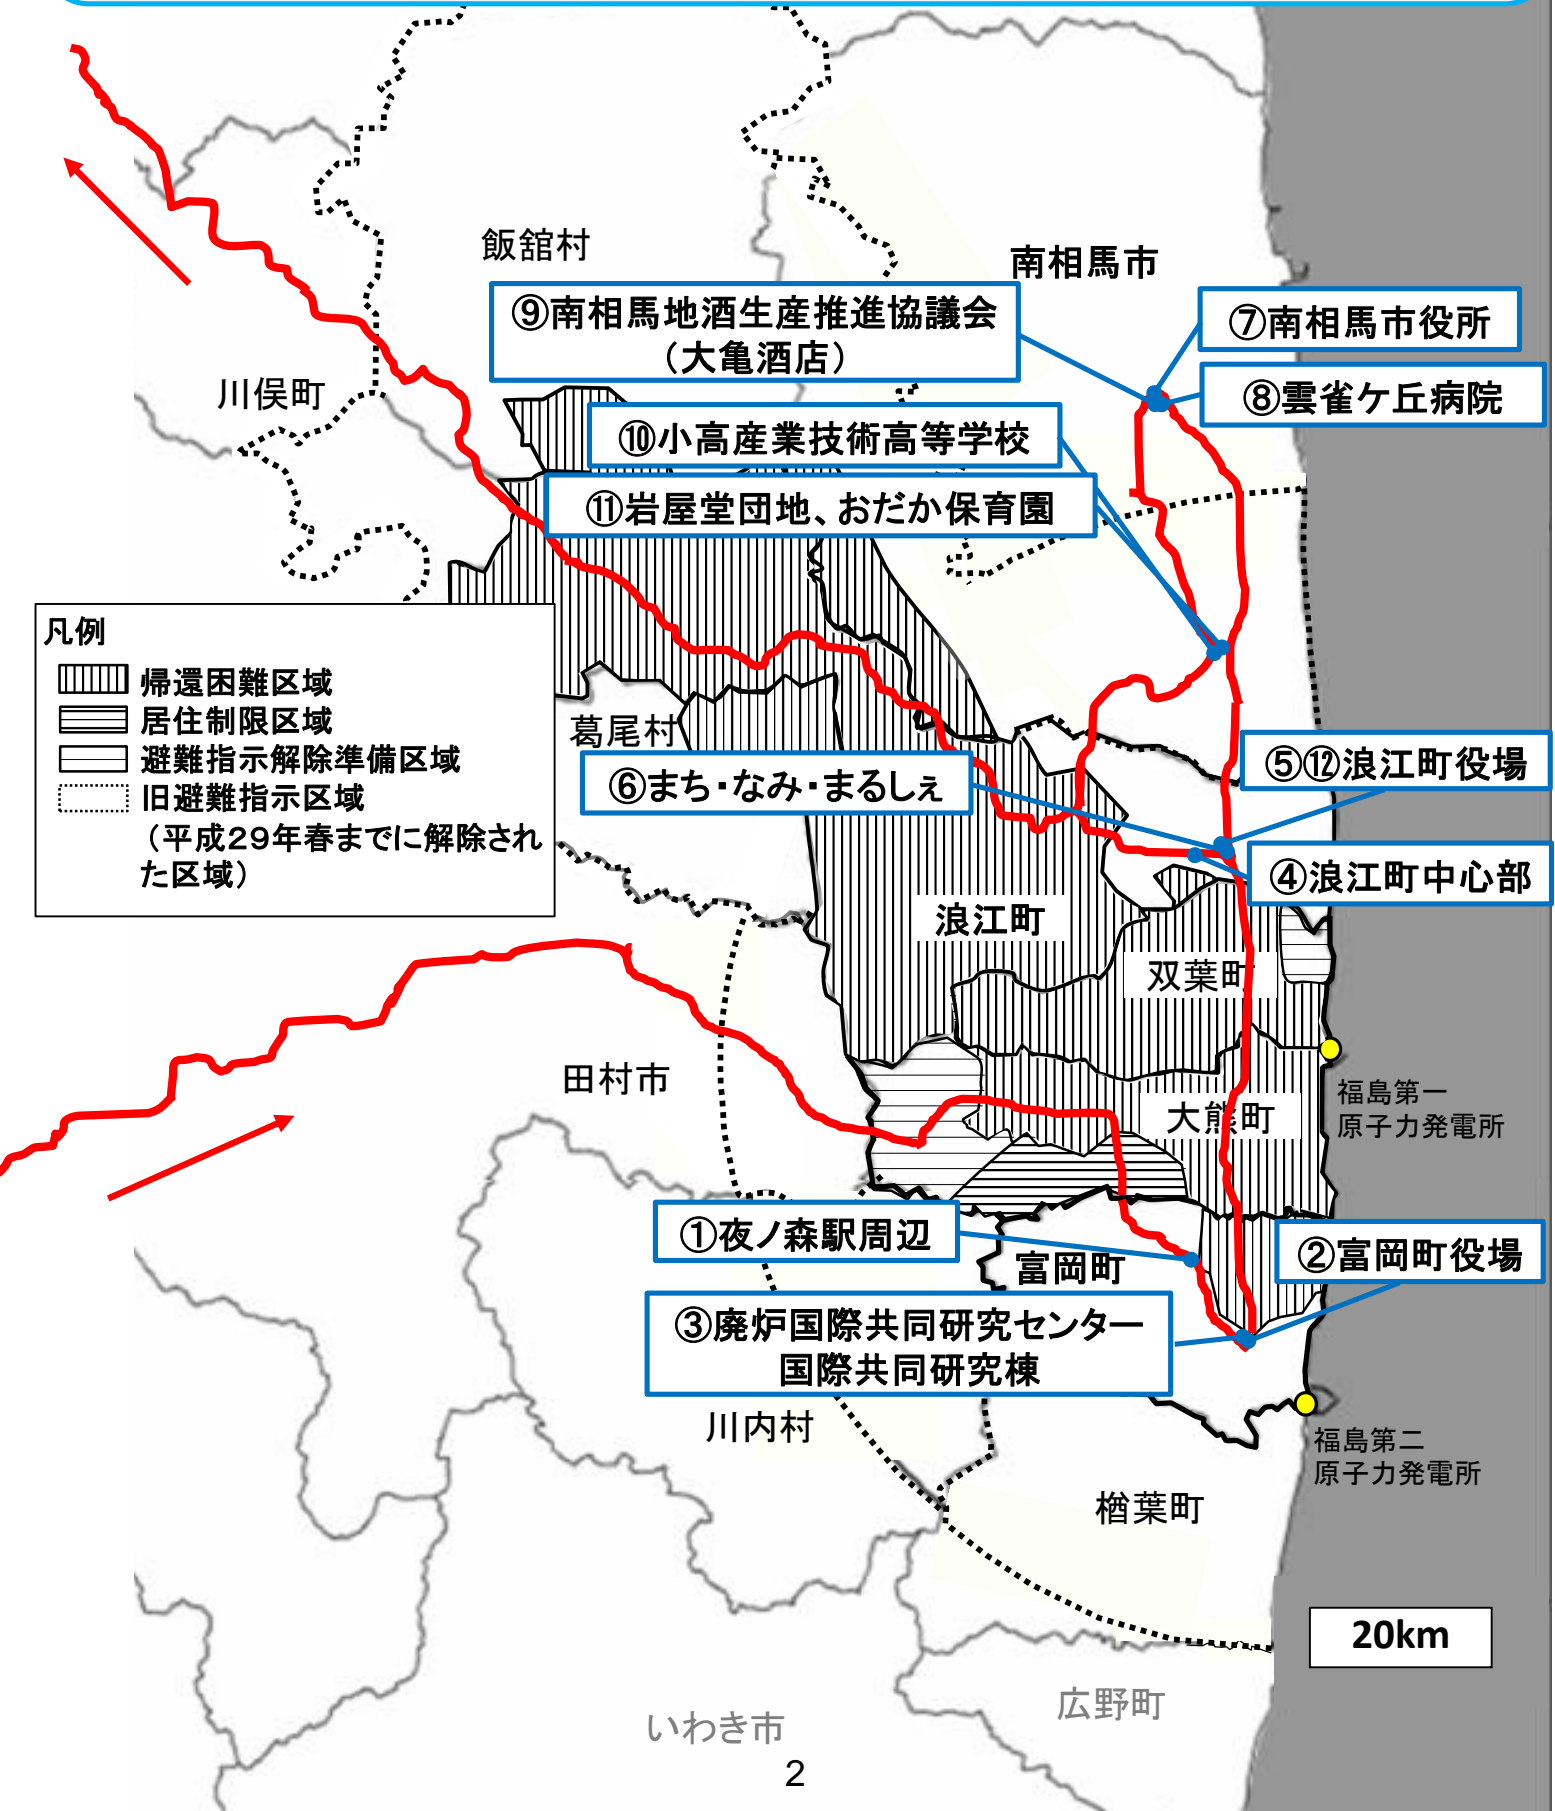 飯舘村
南相馬市
⑨南相馬地酒生産推進協議会
（大亀酒店）
⑦南相馬市役所
川俣町
⑧雲雀ケ丘病院
⑩小高産業技術高等学校
⑪岩屋堂団地、おだか保育園
凡例
帰還困難区域
居住制限区域
避難指示解除準備区域
旧避難指示区域
（平成29年春までに解除され
た区域）
葛尾村
⑤⑫浪江町役場
⑥まち・なみ・まるしぇ
④浪江町中心部
浪江町
双葉町
田村市
大熊町
福島第一
原子力発電所
①夜ノ森駅周辺
富岡町
②富岡町役場
③廃炉国際共同研究センター
国際共同研究棟
川内村
福島第二
原子力発電所
楢葉町
20km
広野町
いわき市
2